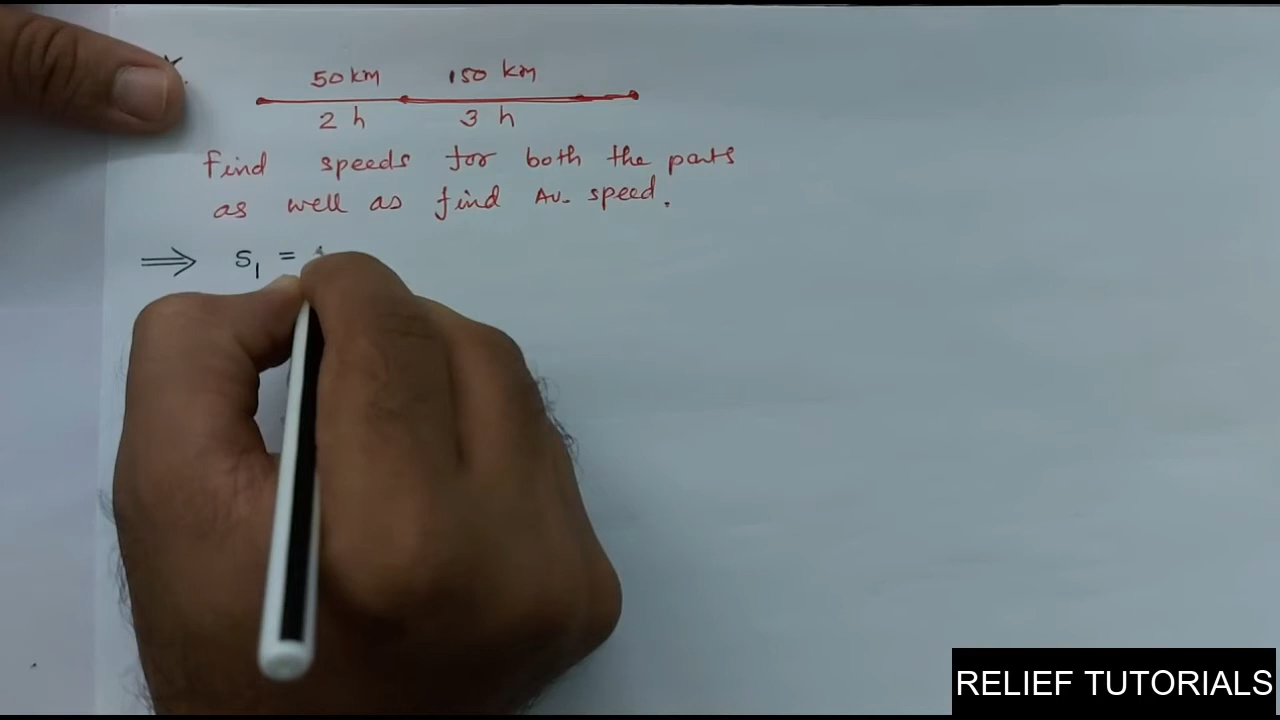 50 km 150 km
2 h 3 h
find speeds for both the parts
as well as find Av. speed.
⇒ S₁ =
RELIEF TUTORIALS